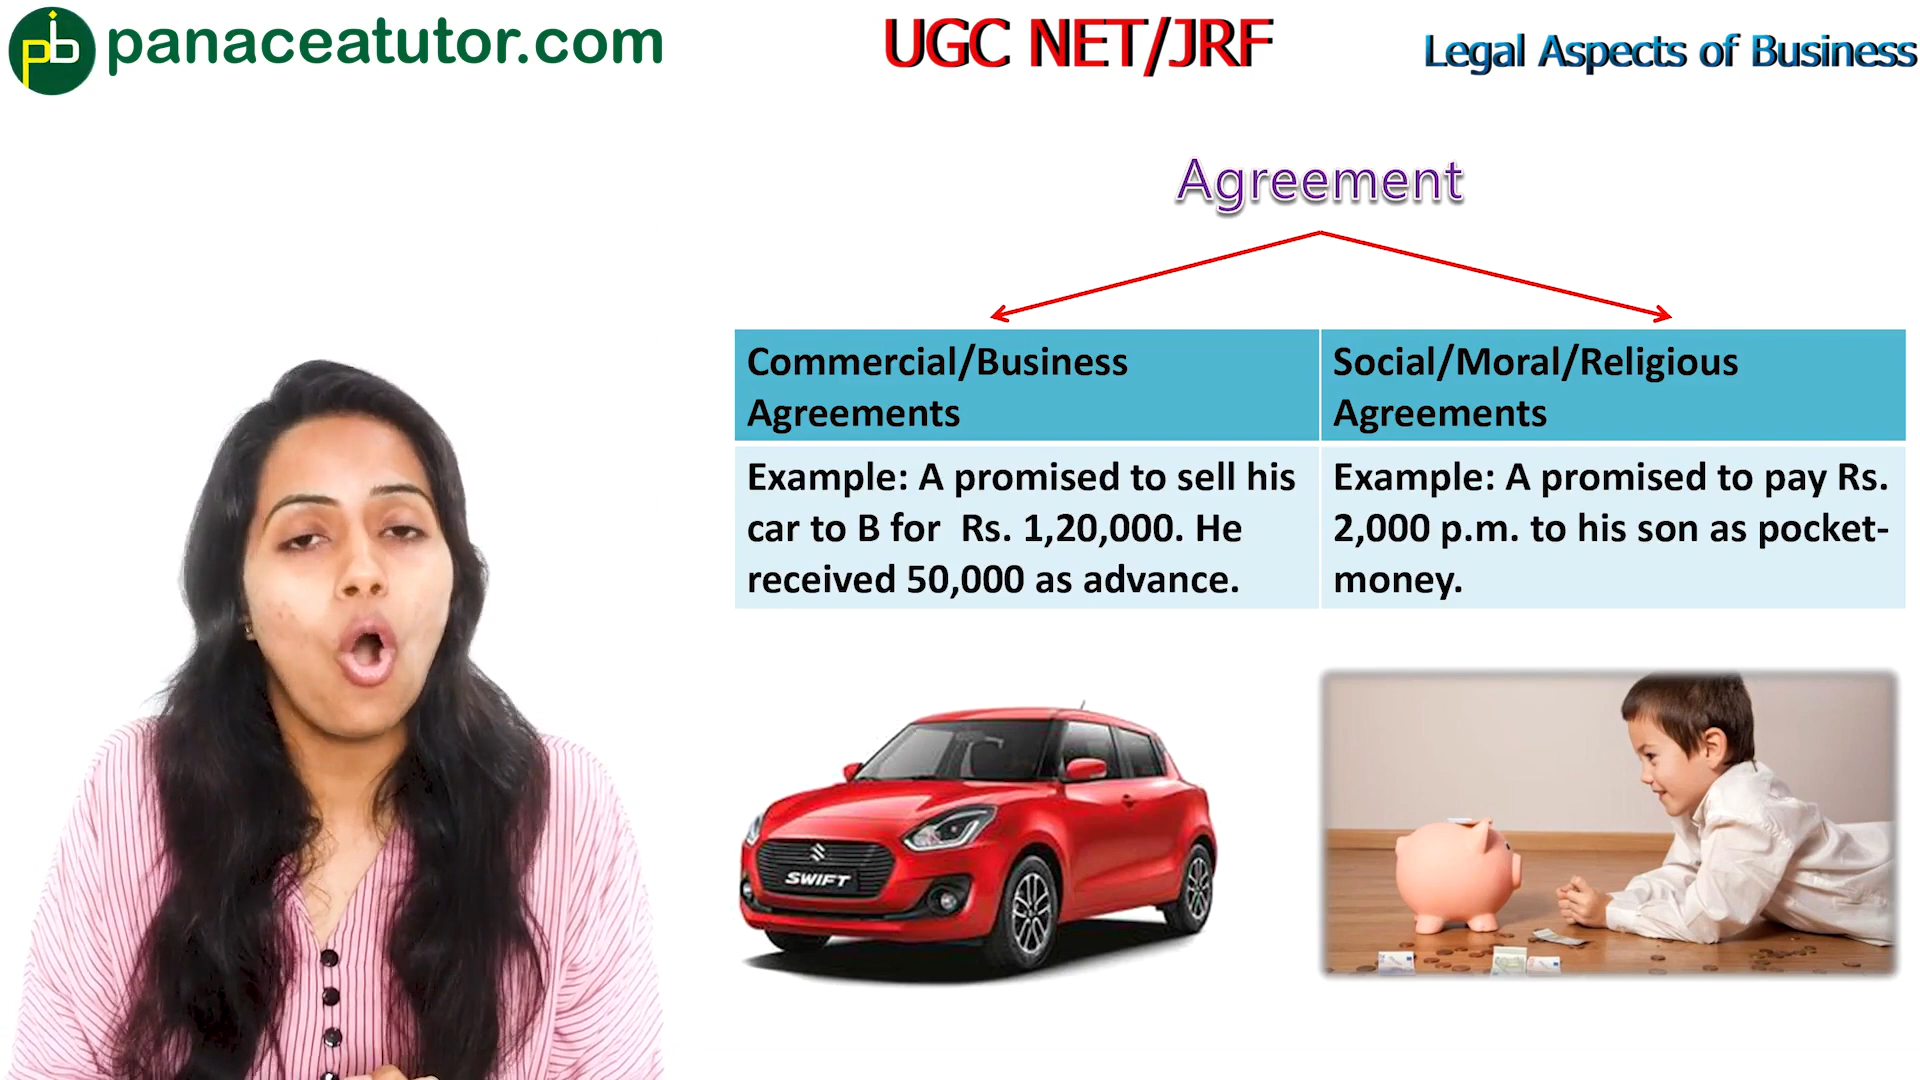 pib panaceatutor.com
UGC NET/JRF
Legal Aspects of Business
Agreement
Commercial/Business
Agreements
Social/Moral/Religious
Agreements
Example: A promised to sell his
car to B for Rs. 1,20,000. He
received 50,000 as advance.
Example: A promised to pay Rs.
2,000 p.m. to his son as pocket-
money.
SWIFT